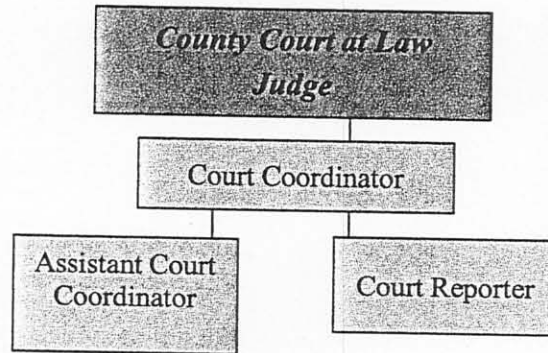 County Court at Law
Judge
Court Coordinator
Assistant Court
Coordinator
Court Reporter